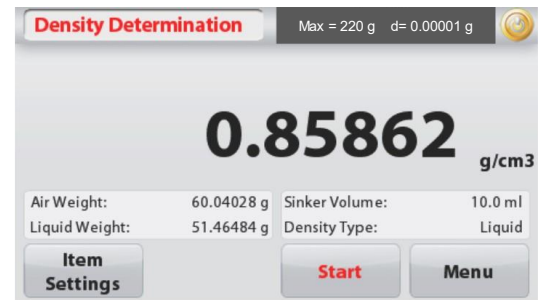 Density Determination Max = 220 g d= 0.00001 g
0.85862 g/cm3
Air Weight: 60.04028 g Sinker Volume: 10.0 ml
Liquid Weight: 51.46484 g Density Type: Liquid
Item Settings Start Menu